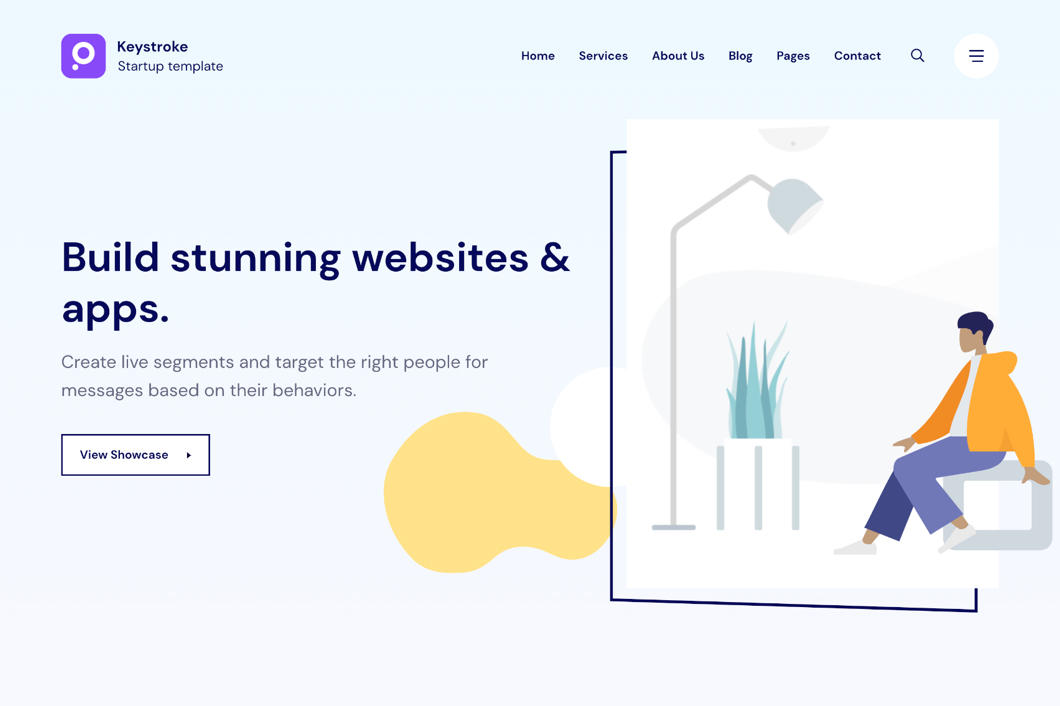 Keystroke
Startup template
Home Services About Us Blog Pages Contact
Build stunning websites &
apps.
Create live segments and target the right people for
messages based on their behaviors.
View Showcase